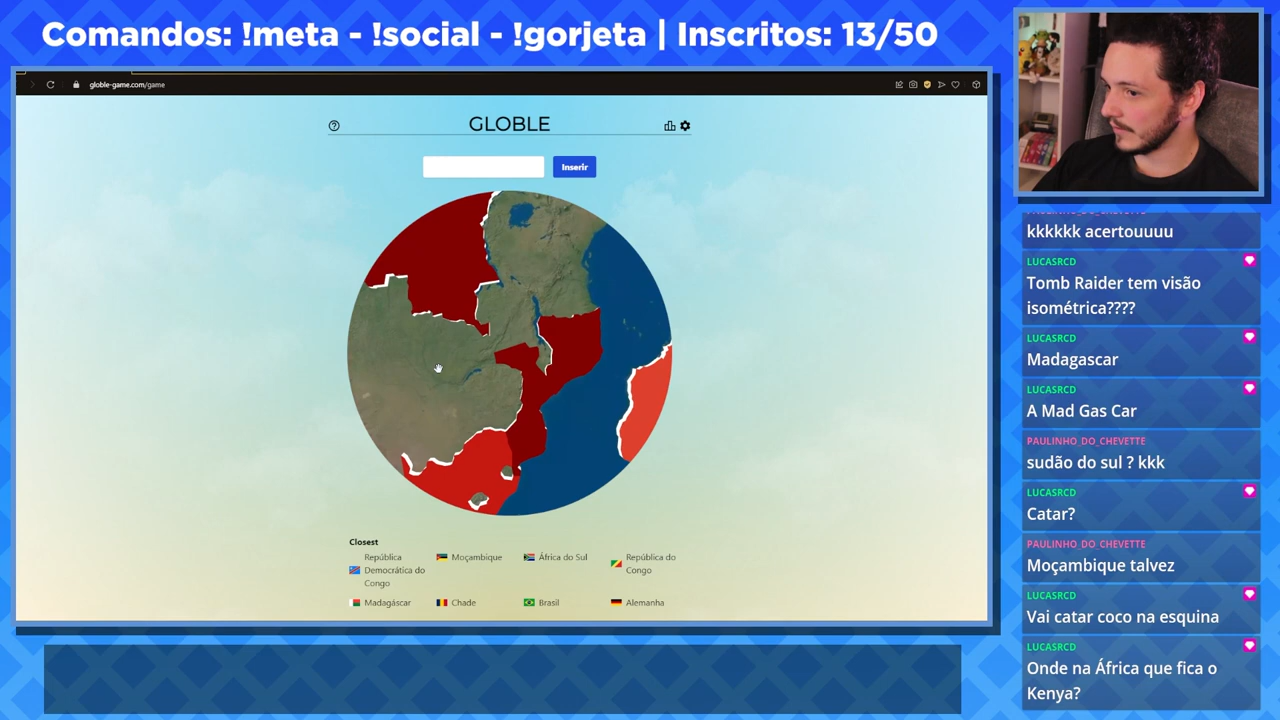 Comandos: !meta - !social - !gorjeta | Inscritos: 13/50
globle-game.com/game
GLOBLE
Inserir
Closest
República Democrática do Congo
Moçambique
África do Sul
República do Congo
Madagáscar
Chade
Brasil
Alemanha
PAULINHO_DO_CHEVETTE
kkkkkk acertouuuu
LUCASRCD
Tomb Raider tem visão
isométrica????
LUCASRCD
Madagascar
LUCASRCD
A Mad Gas Car
PAULINHO_DO_CHEVETTE
sudão do sul ? kkk
LUCASRCD
Catar?
PAULINHO_DO_CHEVETTE
Moçambique talvez
LUCASRCD
Vai catar coco na esquina
LUCASRCD
Onde na África que fica o
Kenya?